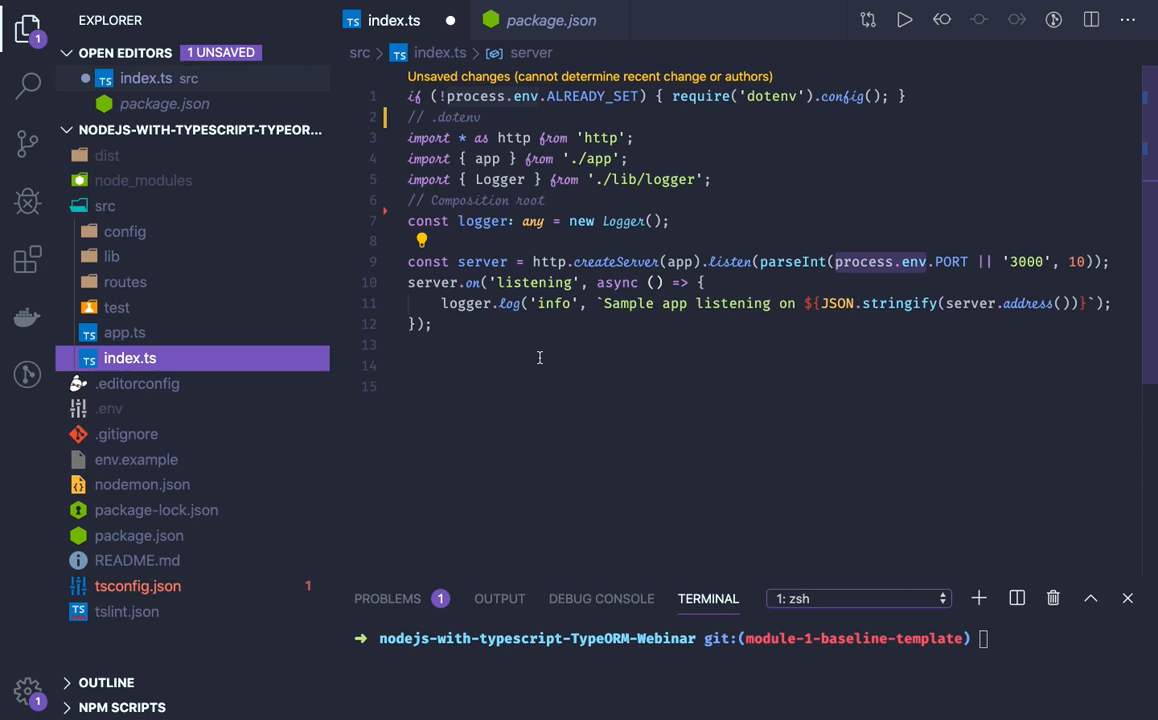 EXPLORER
OPEN EDITORS 1 UNSAVED
TS index.ts src
package.json
NODEJS-WITH-TYPESCRIPT-TYPEOR...
dist
node_modules
src
config
lib
routes
test
TS app.ts
TS index.ts
.editorconfig
.env
.gitignore
env.example
nodemon.json
package-lock.json
package.json
README.md
tsconfig.json 1
TS tslint.json
OUTLINE
NPM SCRIPTS
1
1
TS index.ts
package.json
src > TS index.ts > server
Unsaved changes (cannot determine recent change or authors)
1 if (!process.env.ALREADY_SET) { require('dotenv').config(); }
2 // .dotenv
3 import * as http from 'http';
4 import { app } from './app';
5 import { Logger } from './lib/logger';
6 // Composition root
7 const logger: any = new Logger();
8
9 const server = http.createServer(app).listen(parseInt(process.env.PORT || '3000', 10));
10 server.on('listening', async () => {
11 logger.log('info', `Sample app listening on ${JSON.stringify(server.address())}`);
12 });
13
14
15
PROBLEMS 1 OUTPUT DEBUG CONSOLE TERMINAL 1: zsh
→ nodejs-with-typescript-TypeORM-Webinar git:(module-1-baseline-template)